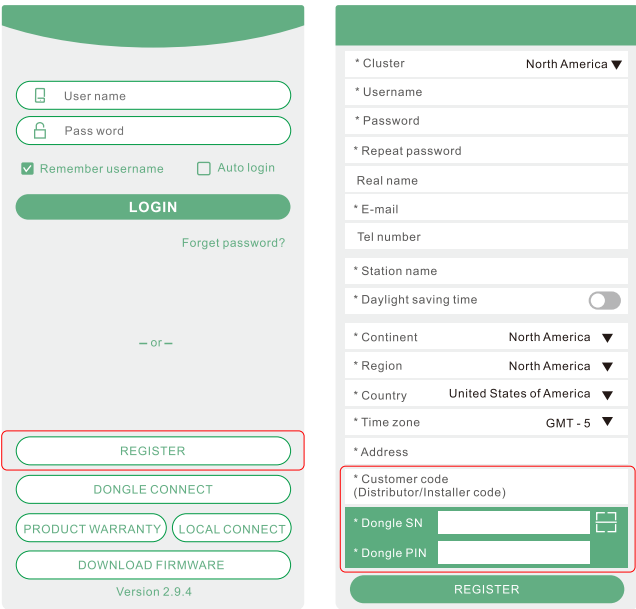 User name
Pass word
Remember username
Auto login
LOGIN
Forget password?
– or –
REGISTER
DONGLE CONNECT
PRODUCT WARRANTY
LOCAL CONNECT
DOWNLOAD FIRMWARE
Version 2.9.4
* Cluster North America ▼
* Username
* Password
* Repeat password
Real name
* E-mail
Tel number
* Station name
* Daylight saving time
* Continent North America ▼
* Region North America ▼
* Country United States of America ▼
* Time zone GMT - 5 ▼
* Address
* Customer code
(Distributor/Installer code)
* Dongle SN
* Dongle PIN
REGISTER